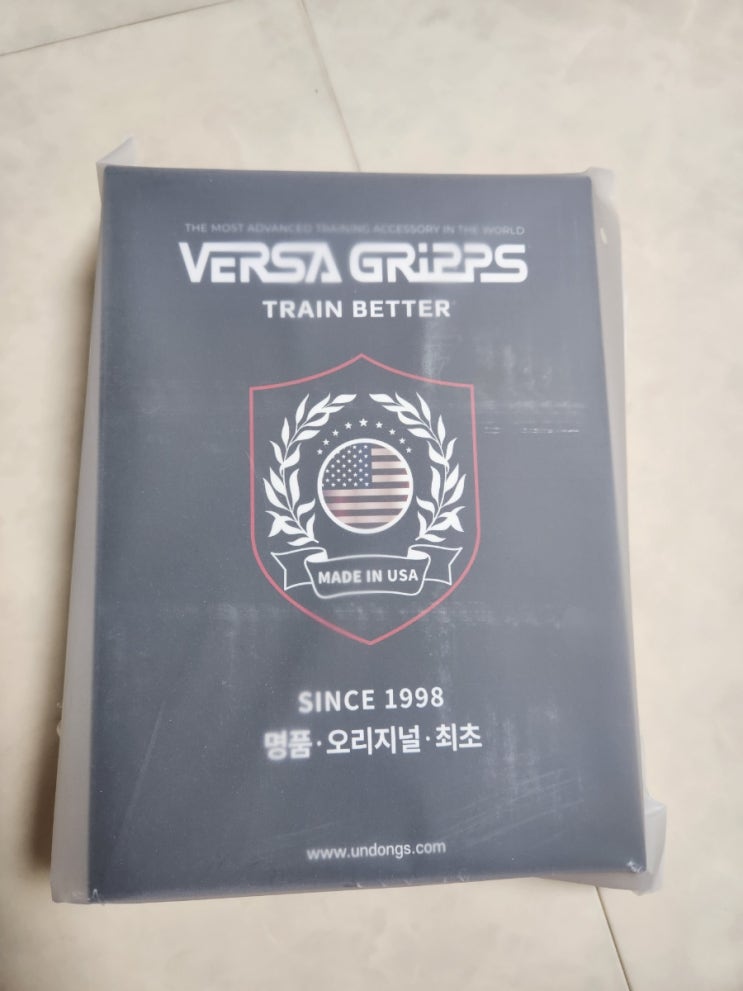 THE MOST ADVANCED TRAINING ACCESSORY IN THE WORLD
VERSA GRIPPS
TRAIN BETTER
MADE IN USA
SINCE 1998
명품·오리지널·최초
www.undongs.com